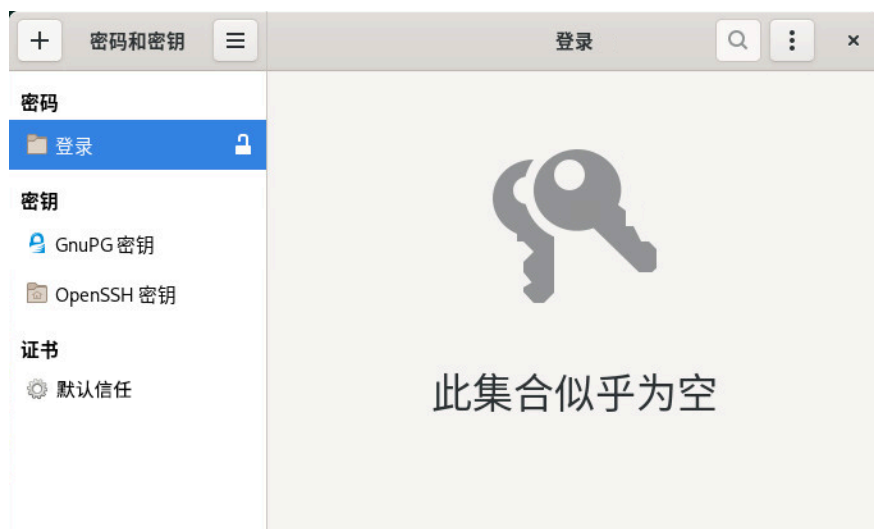 密码和密钥
登录
密码
登录
密钥
GnuPG 密钥
OpenSSH 密钥
证书
默认信任
此集合似乎为空